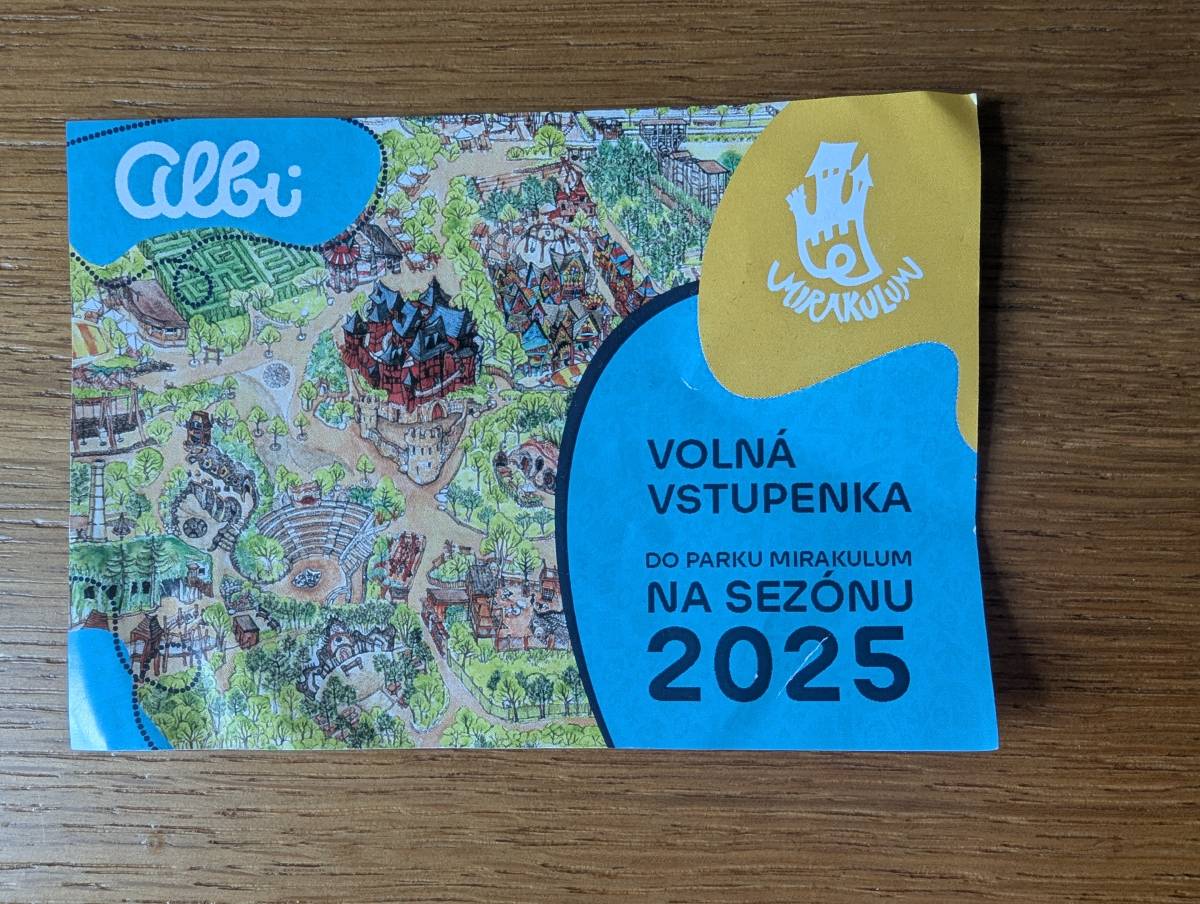 albi
MIRAKULUM
VOLNÁ
VSTUPENKA
DO PARKU MIRAKULUM
NA SEZÓNU
2025